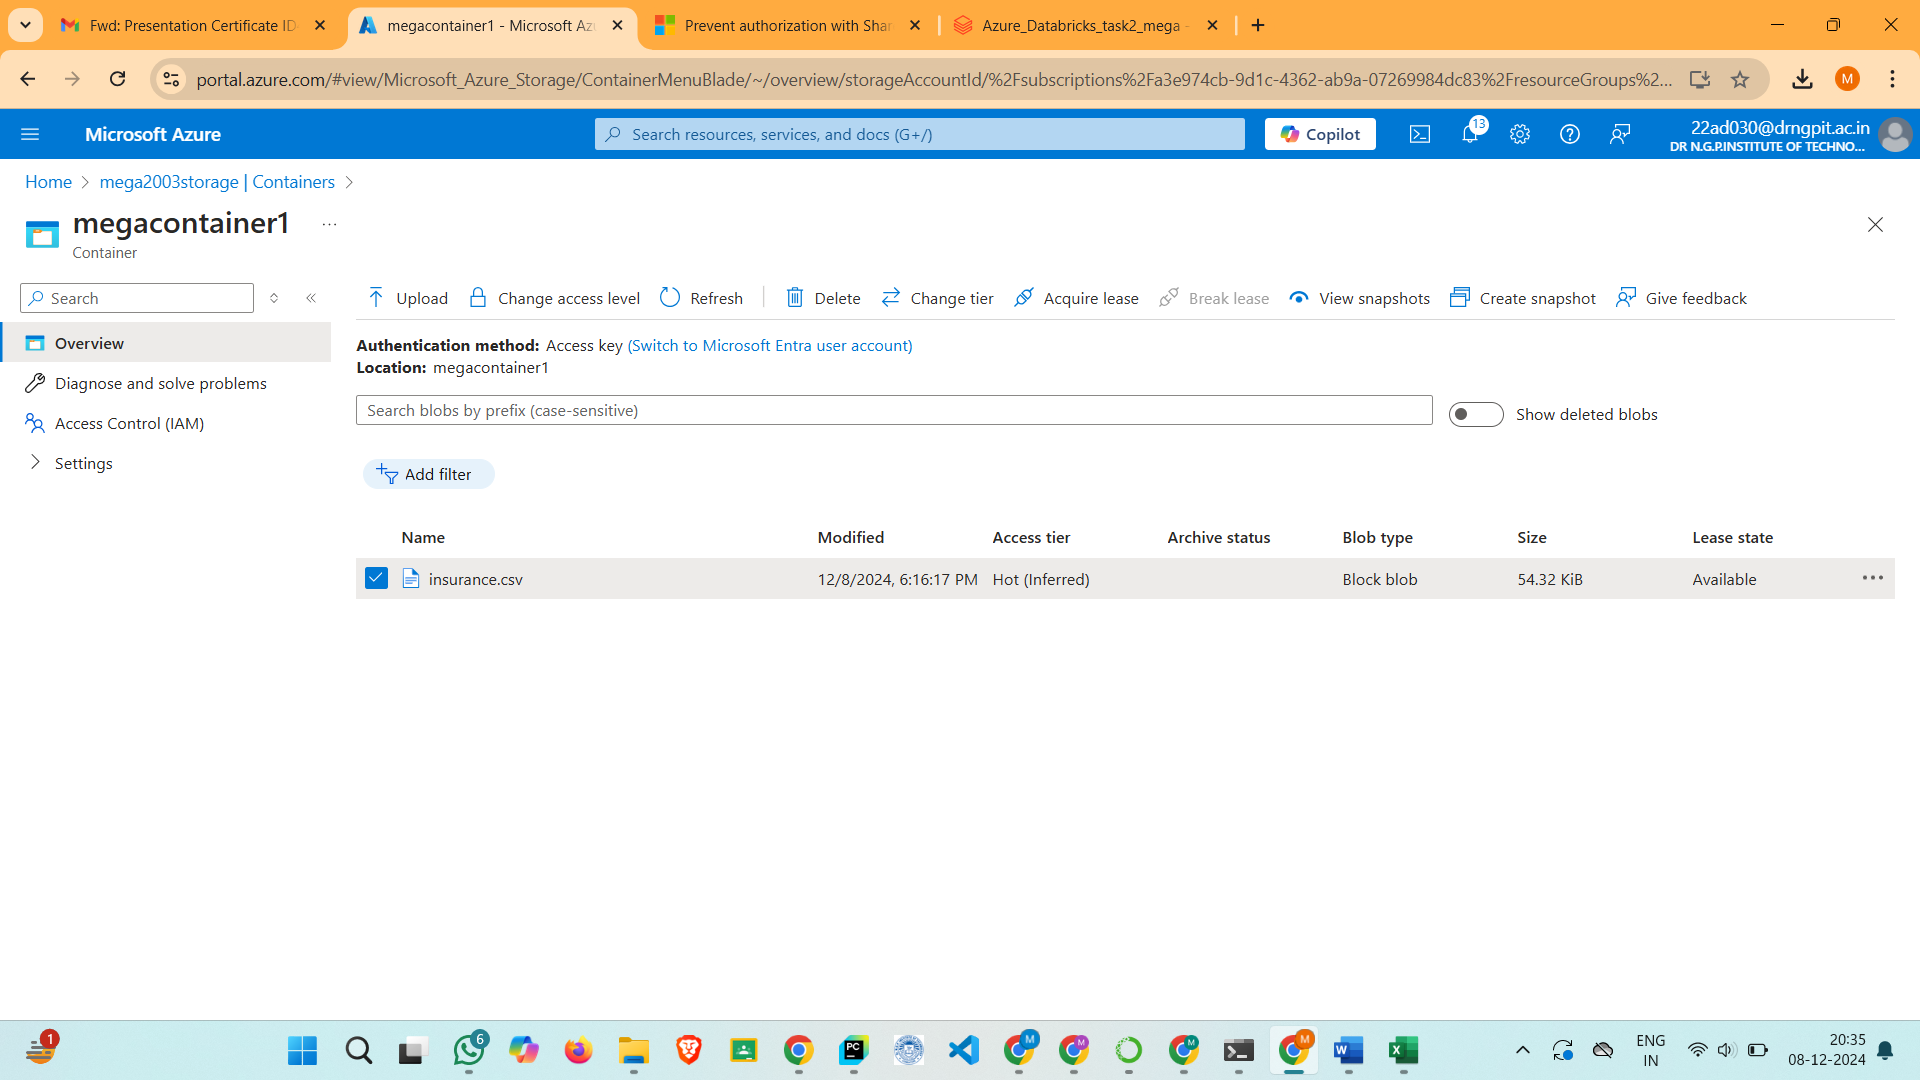 Fwd: Presentation Certificate ID-
megacontainer1 - Microsoft Azu
Prevent authorization with Shar
Azure_Databricks_task2_mega -
portal.azure.com/#view/Microsoft_Azure_Storage/ContainerMenuBlade/~/overview/storageAccountId/%2Fsubscriptions%2Fa3e974cb-9d1c-4362-ab9a-07269984dc83%2FresourceGroups%2...
M
Microsoft Azure
Search resources, services, and docs (G+/)
Copilot
13
22ad030@drngpit.ac.in
DR N.G.P.INSTITUTE OF TECHNO...
Home > mega2003storage | Containers >
megacontainer1 ...
Container
Search
Upload Change access level Refresh Delete Change tier Acquire lease Break lease View snapshots Create snapshot Give feedback
Overview
Diagnose and solve problems
Access Control (IAM)
Settings
Authentication method: Access key (Switch to Microsoft Entra user account)
Location: megacontainer1
Search blobs by prefix (case-sensitive)
Show deleted blobs
Add filter
Name Modified Access tier Archive status Blob type Size Lease state
insurance.csv 12/8/2024, 6:16:17 PM Hot (Inferred) Block blob 54.32 KiB Available ...
1
6
PC
M
M
M
M
W
X
ENG
IN
20:35
08-12-2024